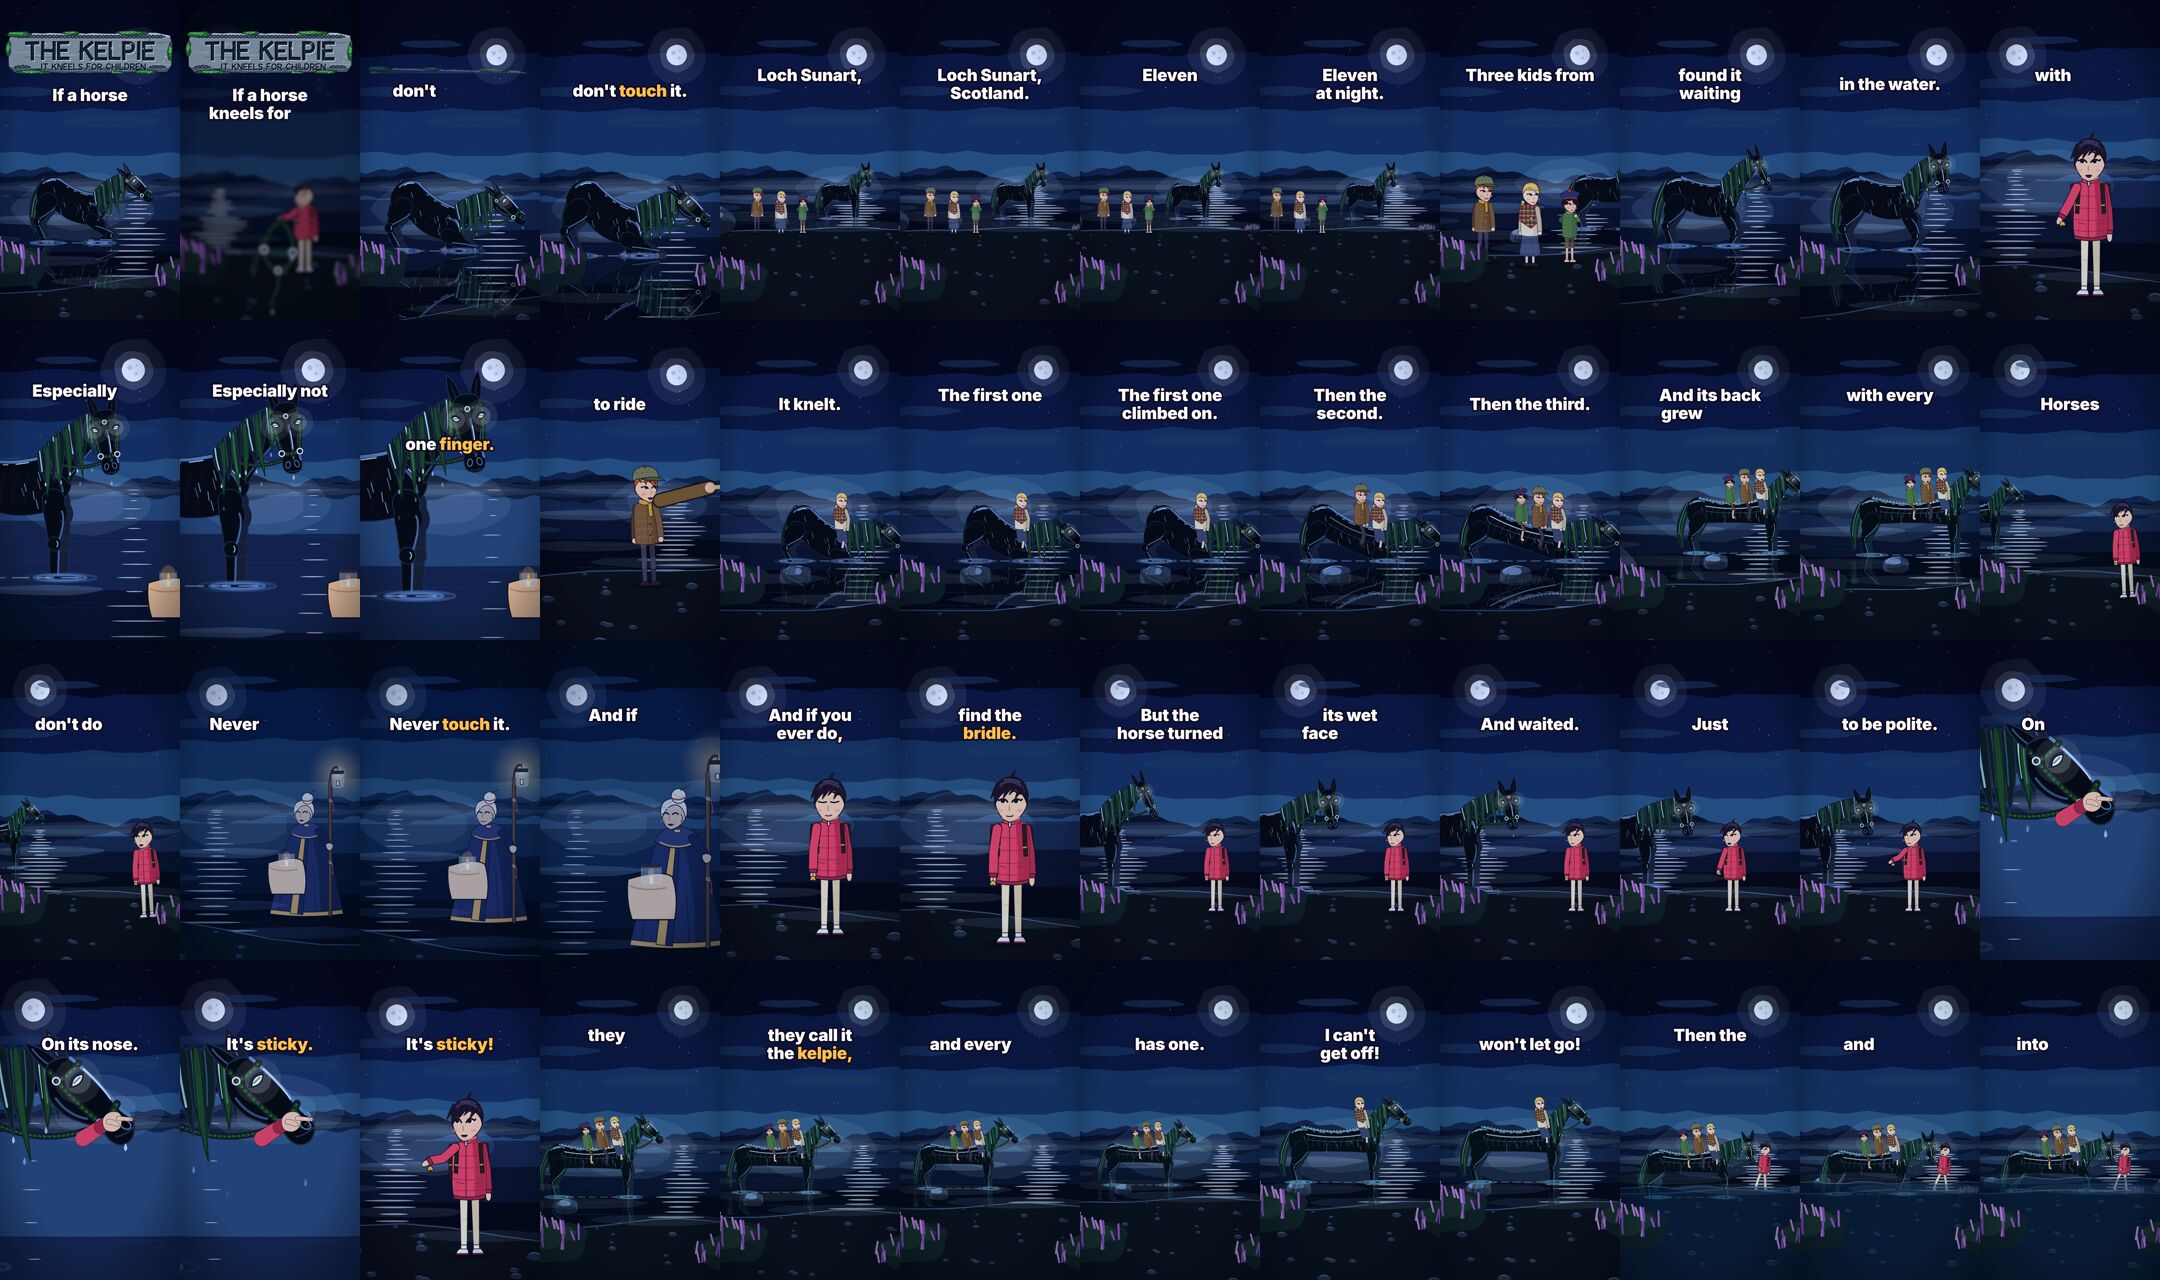 THE KELPIE
IT KNEELS FOR CHILDREN
If a horse
THE KELPIE
IT KNEELS FOR CHILDREN
If a horse
kneels for
don't
don't touch it.
Loch Sunart,
Loch Sunart,
Scotland.
Eleven
Eleven
at night.
Three kids from
found it
waiting
in the water.
with
Especially
Especially not
one finger.
to ride
It knelt.
The first one
The first one
climbed on.
Then the
second.
Then the third.
And its back
grew
with every
Horses
don't do
Never
Never touch it.
And if
And if you
ever do,
find the
bridle.
But the
horse turned
its wet
face
And waited.
Just
to be polite.
On
On its nose.
It's sticky.
It's sticky!
they
they call it
the kelpie,
and every
has one.
I can't
get off!
won't let go!
Then the
and
into